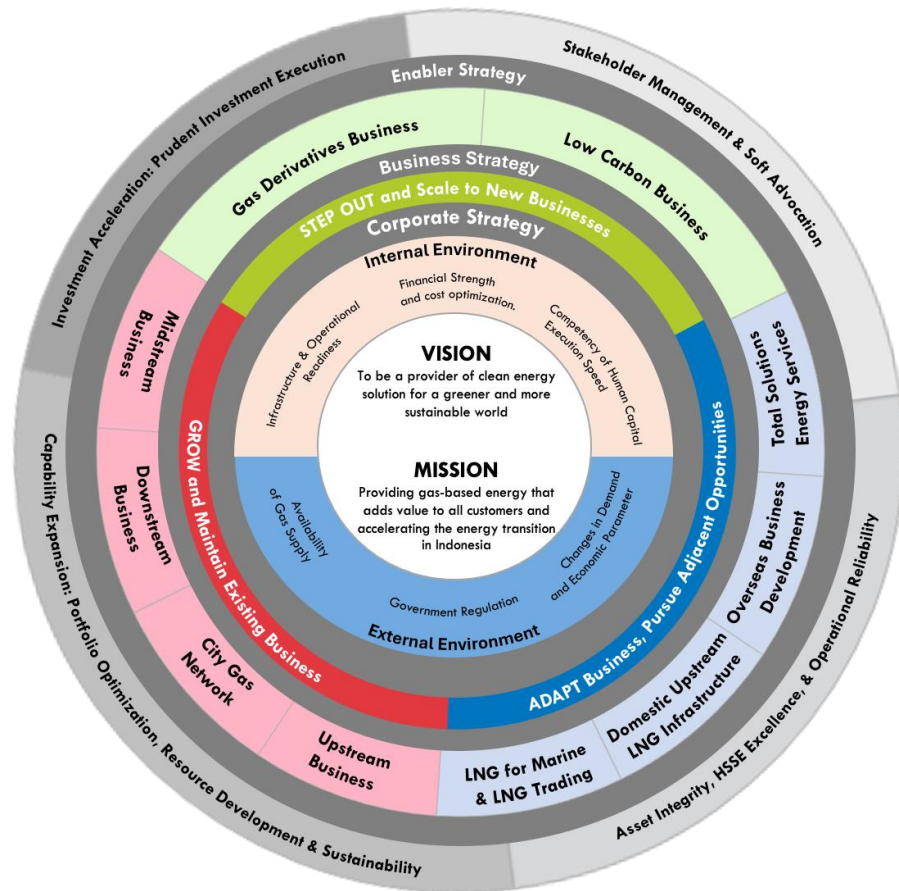 Stakeholder Management & Soft Advocation
Investment Acceleration: Prudent Investment Execution
Enabler Strategy
Gas Derivatives Business
Low Carbon Business
Business Strategy
STEP OUT and Scale to New Businesses
Corporate Strategy
Internal Environment
Infrastructure & Operational
Readiness
Financial Strength
and cost optimization.
Competency of Human Capital
Execution Speed
VISION
To be a provider of clean energy
solution for a greener and more
sustainable world
MISSION
Providing gas-based energy that
adds value to all customers and
accelerating the energy transition
in Indonesia
Availability
of Gas Supply
Government Regulation
Changes in Demand
and Economic Parameter
External Environment
GROW and Maintain Existing Business
ADAPT Business, Pursue Adjacent Opportunities
Midstream
Business
Downstream
Business
City Gas
Network
Upstream
Business
LNG for Marine
& LNG Trading
Domestic Upstream
LNG Infrastructure
Overseas Business
Development
Total Solutions
Energy Services
Capability Expansion: Portfolio Optimization, Resource Development & Sustainability
Asset Integrity, HSSE Excellence, & Operational Reliability